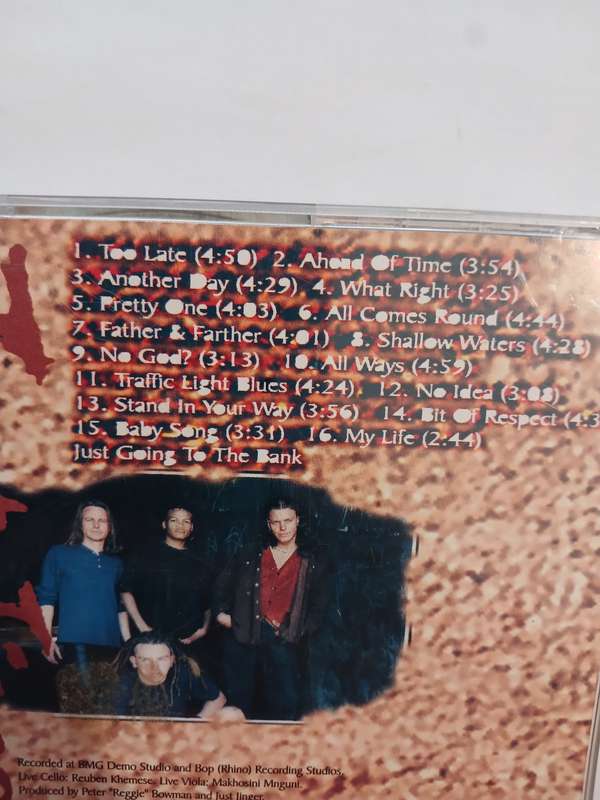 1. Too Late (4:50) 2. Ahead Of Time (3:54)
3. Another Day (4:29) 4. What Right (3:25)
5. Pretty One (4:03) 6. All Comes Round (4:44)
7. Father & Farther (4:01) 8. Shallow Waters (4:28)
9. No God? (3:13) 10. All Ways (4:59)
11. Traffic Light Blues (4:24) 12. No Idea (3:08)
13. Stand In Your Way (3:56) 14. Bit Of Respect (4:3
15. Baby Song (3:31) 16. My Life (2:44)
Just Going To The Bank
Recorded at BMG Demo Studio and Bop (Rhino) Recording Studios.
Live Cello: Reuben Khemese, Live Viola: Makhosini Mnguni.
Produced by Peter "Reggie" Bowman and Just Jinger.